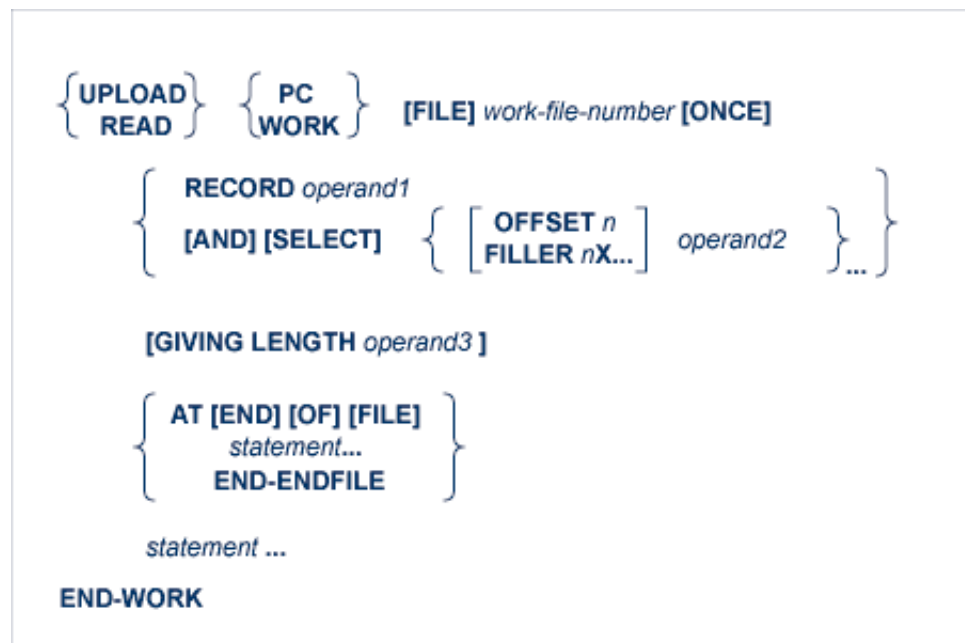 UPLOAD PC
READ WORK [FILE] work-file-number [ONCE]
RECORD operand1
[AND] [SELECT] OFFSET n operand2
FILLER nX... ...
[GIVING LENGTH operand3 ]
AT [END] [OF] [FILE]
statement...
END-ENDFILE
statement ...
END-WORK